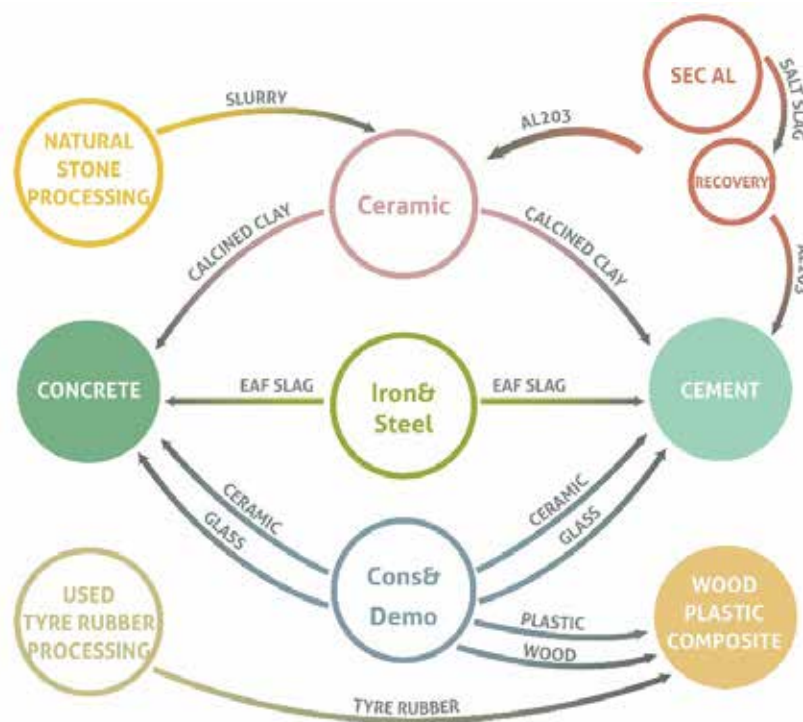 SEC AL
SALT SLAG
SLURRY
AL203
NATURAL
STONE
PROCESSING
RECOVERY
Ceramic
CALCINED CLAY
CALCINED CLAY
AL203
CONCRETE
EAF SLAG
Iron&
Steel
EAF SLAG
CEMENT
CERAMIC
GLASS
CERAMIC
GLASS
Cons&
Demo
USED
TYRE RUBBER
PROCESSING
PLASTIC
WOOD
WOOD
PLASTIC
COMPOSITE
TYRE RUBBER